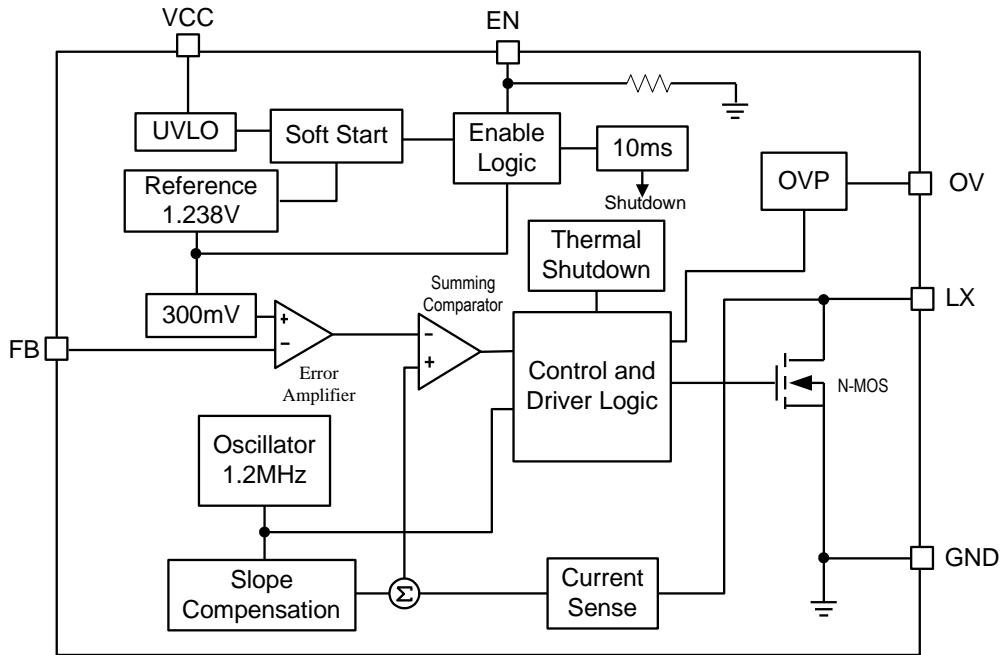 VCC
EN
UVLO
Soft Start
Enable
Logic
10ms
Shutdown
OVP
OV
Reference
1.238V
Thermal
Shutdown
Summing
Comparator
LX
300mV
+
−
−
+
FB
Error
Amplifier
Control and
Driver Logic
N-MOS
Oscillator
1.2MHz
Slope
Compensation
Σ
Current
Sense
GND